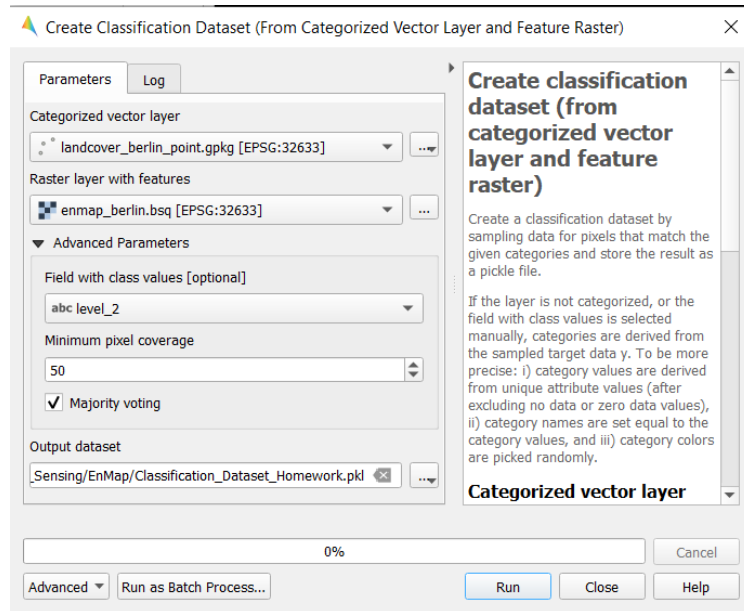 Create Classification Dataset (From Categorized Vector Layer and Feature Raster)
Parameters
Log
Categorized vector layer
landcover_berlin_point.gpkg [EPSG:32633]
...
Raster layer with features
enmap_berlin.bsq [EPSG:32633]
...
Advanced Parameters
Field with class values [optional]
abc level_2
Minimum pixel coverage
50
Majority voting
Output dataset
_Sensing/EnMap/Classification_Dataset_Homework.pkl
...
Create classification
dataset (from
categorized vector
layer and feature
raster)
Create a classification dataset by
sampling data for pixels that match the
given categories and store the result as
a pickle file.
If the layer is not categorized, or the
field with class values is selected
manually, categories are derived from
the sampled target data y. To be more
precise: i) category values are derived
from unique attribute values (after
excluding no data or zero data values),
ii) category names are set equal to the
category values, and iii) category colors
are picked randomly.
Categorized vector layer
0%
Cancel
Advanced
Run as Batch Process...
Run
Close
Help